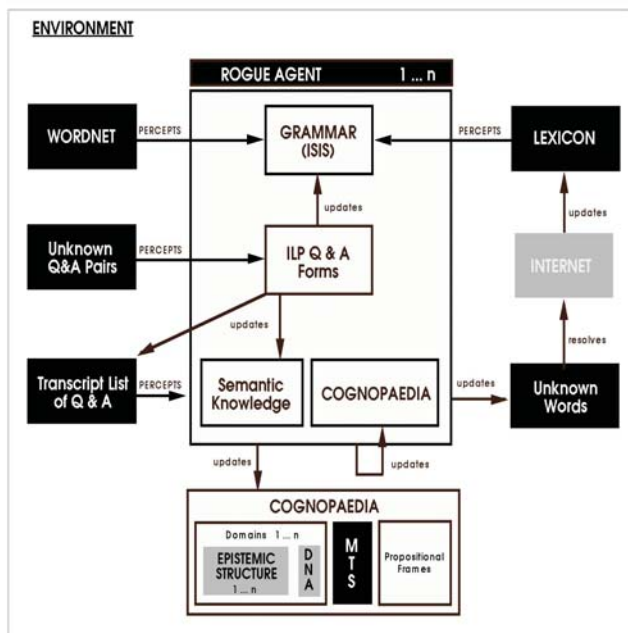 ENVIRONMENT
ROGUE AGENT 1 ... n
WORDNET
PERCEPTS
GRAMMAR
(ISIS)
PERCEPTS
LEXICON
updates
updates
Unknown
Q&A Pairs
PERCEPTS
ILP Q & A
Forms
INTERNET
updates
resolves
Transcript List
of Q & A
PERCEPTS
Semantic
Knowledge
COGNOPAEDIA
updates
Unknown
Words
updates
updates
COGNOPAEDIA
Domains 1 ... n
EPISTEMIC
STRUCTURE
1 ... n
D
N
A
M
T
S
Propositional
Frames